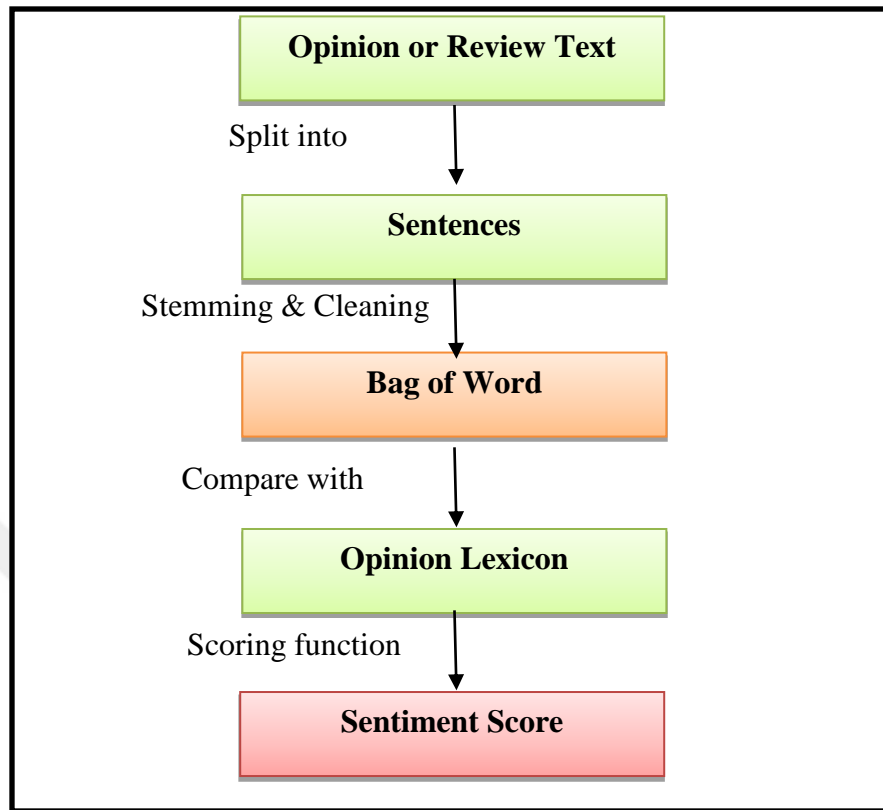 Opinion or Review Text
Split into
Sentences
Stemming & Cleaning
Bag of Word
Compare with
Opinion Lexicon
Scoring function
Sentiment Score